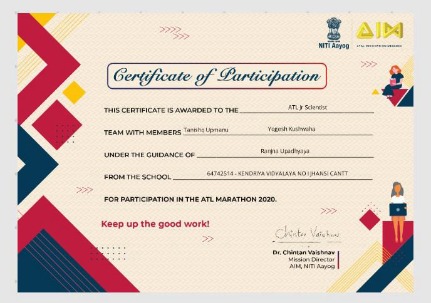 NITI Aayog
AIM
ATAL INNOVATION MISSION
Certificate of Participation
THIS CERTIFICATE IS AWARDED TO THE ATL Jr Scientist
TEAM WITH MEMBERS Tanishq Upmanu Yogesh Kushwaha
UNDER THE GUIDANCE OF Ranjna Upadhyaya
FROM THE SCHOOL 64742514 - KENDRIYA VIDYALAYA NO I JHANSI CANTT
FOR PARTICIPATION IN THE ATL MARATHON 2020.
Keep up the good work!
Chintan Vaishnav
Dr. Chintan Vaishnav
Mission Director
AIM, NITI Aayog